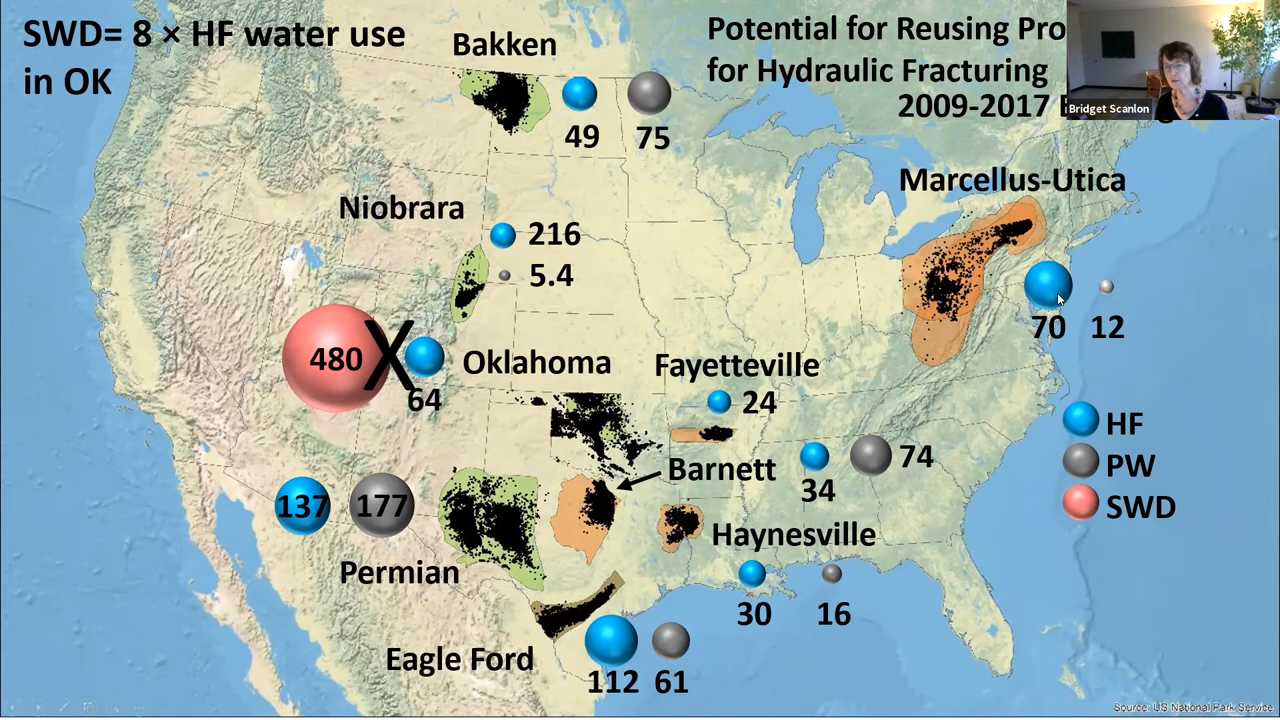 SWD= 8 × HF water use
in OK
Bakken
49
75
Potential for Reusing Pro
for Hydraulic Fracturing
2009-2017
Bridget Scanlon
Marcellus-Utica
70
12
Niobrara
216
5.4
480
X
64
Oklahoma
Fayetteville
24
HF
PW
SWD
Barnett
34
74
137
177
Permian
Haynesville
30
16
Eagle Ford
112
61
Source: US National Park Service